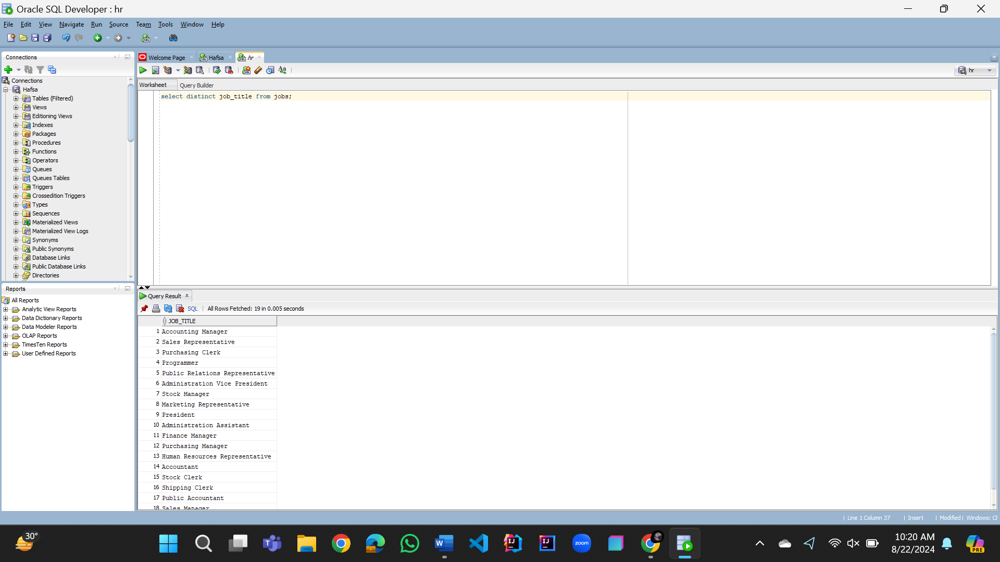 Oracle SQL Developer : hr
File Edit View Navigate Run Source Team Tools Window Help
Connections
Connections
Hafsa
Tables (Filtered)
Views
Editioning Views
Indexes
Packages
Procedures
Functions
Operators
Queues
Queues Tables
Triggers
Crossedition Triggers
Types
Sequences
Materialized Views
Materialized View Logs
Synonyms
Public Synonyms
Database Links
Public Database Links
Directories
Reports
All Reports
Analytic View Reports
Data Dictionary Reports
Data Modeler Reports
OLAP Reports
TimesTen Reports
User Defined Reports
Welcome Page Hafsa hr
hr
Worksheet Query Builder
select distinct job_title from jobs;
Query Result
SQL | All Rows Fetched: 19 in 0.005 seconds
JOB_TITLE
1 Accounting Manager
2 Sales Representative
3 Purchasing Clerk
4 Programmer
5 Public Relations Representative
6 Administration Vice President
7 Stock Manager
8 Marketing Representative
9 President
10 Administration Assistant
11 Finance Manager
12 Purchasing Manager
13 Human Resources Representative
14 Accountant
15 Stock Clerk
16 Shipping Clerk
17 Public Accountant
18 Sales Manager
| Line 1 Column 37 | Insert | Modified | Windows: CF
30°
zoom
10:20 AM
8/22/2024
PRE